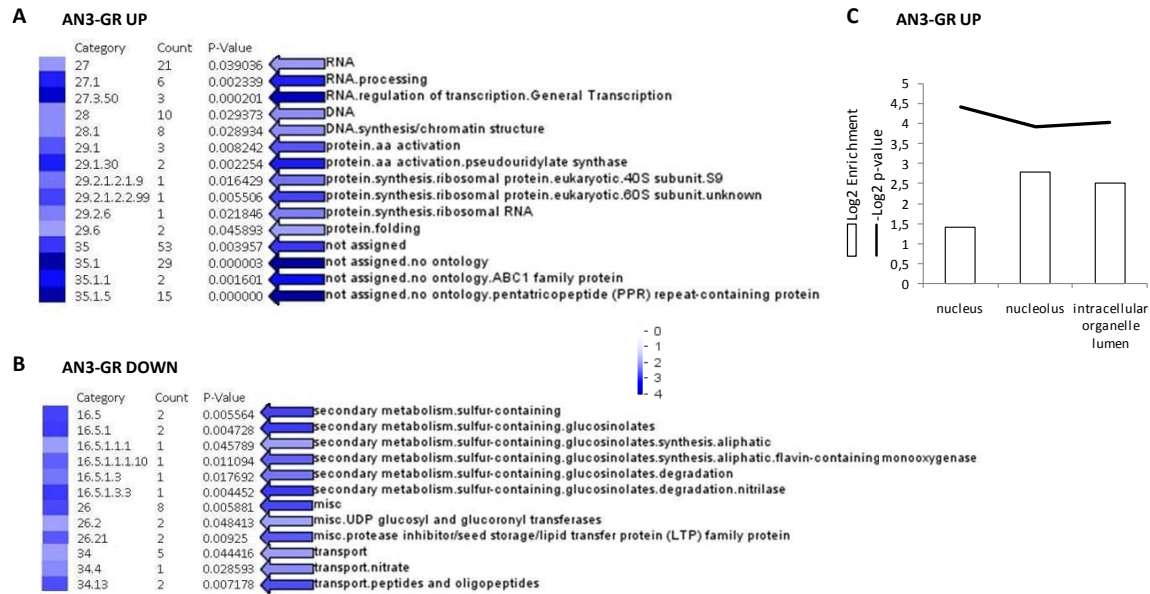 A AN3-GR UP
Category Count P-Value
27 21 0.039036 RNA
27.1 6 0.002339 RNA.processing
27.3.50 3 0.000201 RNA.regulation of transcription.General Transcription
28 10 0.029373 DNA
28.1 8 0.028934 DNA.synthesis/chromatin structure
29.1 3 0.008242 protein.aa activation
29.1.30 2 0.002254 protein.aa activation.pseudouridylate synthase
29.2.1.2.1.9 1 0.016429 protein.synthesis.ribosomal protein.eukaryotic.40S subunit.S9
29.2.1.2.2.99 1 0.005506 protein.synthesis.ribosomal protein.eukaryotic.60S subunit.unknown
29.2.6 1 0.021846 protein.synthesis.ribosomal RNA
29.6 2 0.045893 protein.folding
35 53 0.003957 not assigned
35.1 29 0.000003 not assigned.no ontology
35.1.1 2 0.001601 not assigned.no ontology.ABC1 family protein
35.1.5 15 0.000000 not assigned.no ontology.pentatricopeptide (PPR) repeat-containing protein
0
1
2
3
4
B AN3-GR DOWN
Category Count P-Value
16.5 2 0.005564 secondary metabolism.sulfur-containing
16.5.1 2 0.004728 secondary metabolism.sulfur-containing.glucosinolates
16.5.1.1.1 1 0.045789 secondary metabolism.sulfur-containing.glucosinolates.synthesis.aliphatic
16.5.1.1.1.10 1 0.011094 secondary metabolism.sulfur-containing.glucosinolates.synthesis.aliphatic.flavin-containing monooxygenase
16.5.1.3 1 0.017692 secondary metabolism.sulfur-containing.glucosinolates.degradation
16.5.1.3.3 1 0.004452 secondary metabolism.sulfur-containing.glucosinolates.degradation.nitrilase
26 8 0.005881 misc
26.2 2 0.048413 misc.UDP glucosyl and glucoronyl transferases
26.21 2 0.00925 misc.protease inhibitor/seed storage/lipid transfer protein (LTP) family protein
34 5 0.044416 transport
34.4 1 0.028593 transport.nitrate
34.13 2 0.007178 transport.peptides and oligopeptides
C AN3-GR UP
Log2 Enrichment
-Log2 p-value
5
4,5
4
3,5
3
2,5
2
1,5
1
0,5
0
nucleus nucleolus intracellular
organelle
lumen